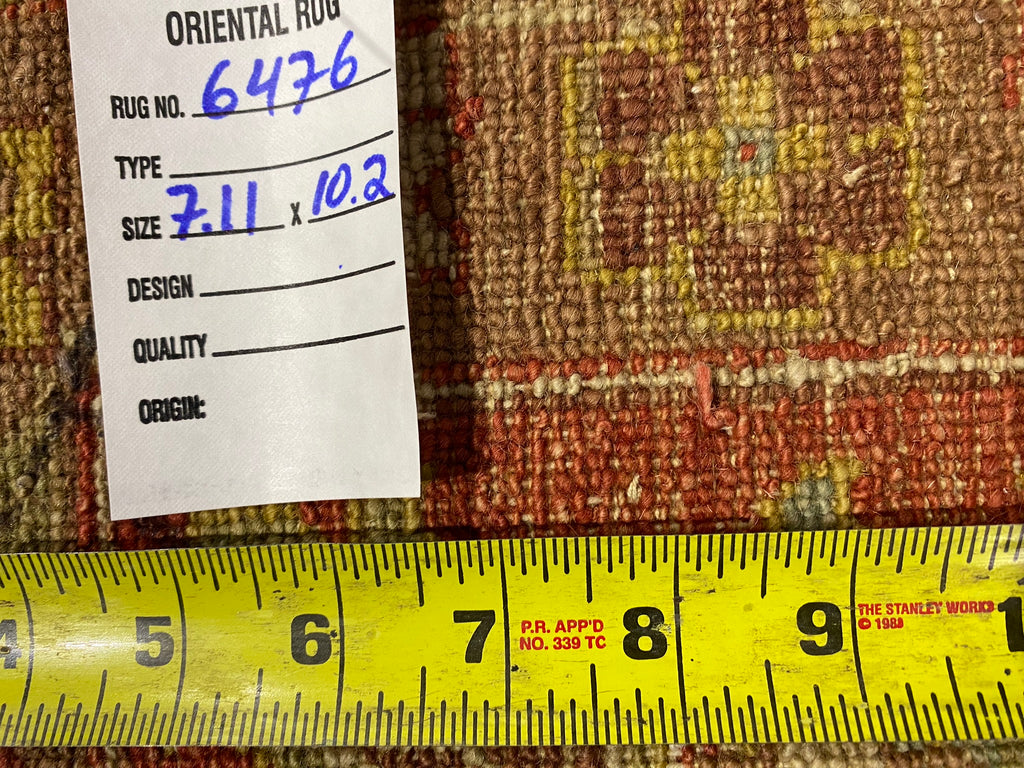 ORIENTAL RUG
RUG NO. 6476
TYPE
SIZE 7.11 X 10.2
DESIGN
QUALITY
ORIGIN:
4 5 6 7 8 9 1
P.R. APP'D
NO. 339 TC
THE STANLEY WORKS
© 1988